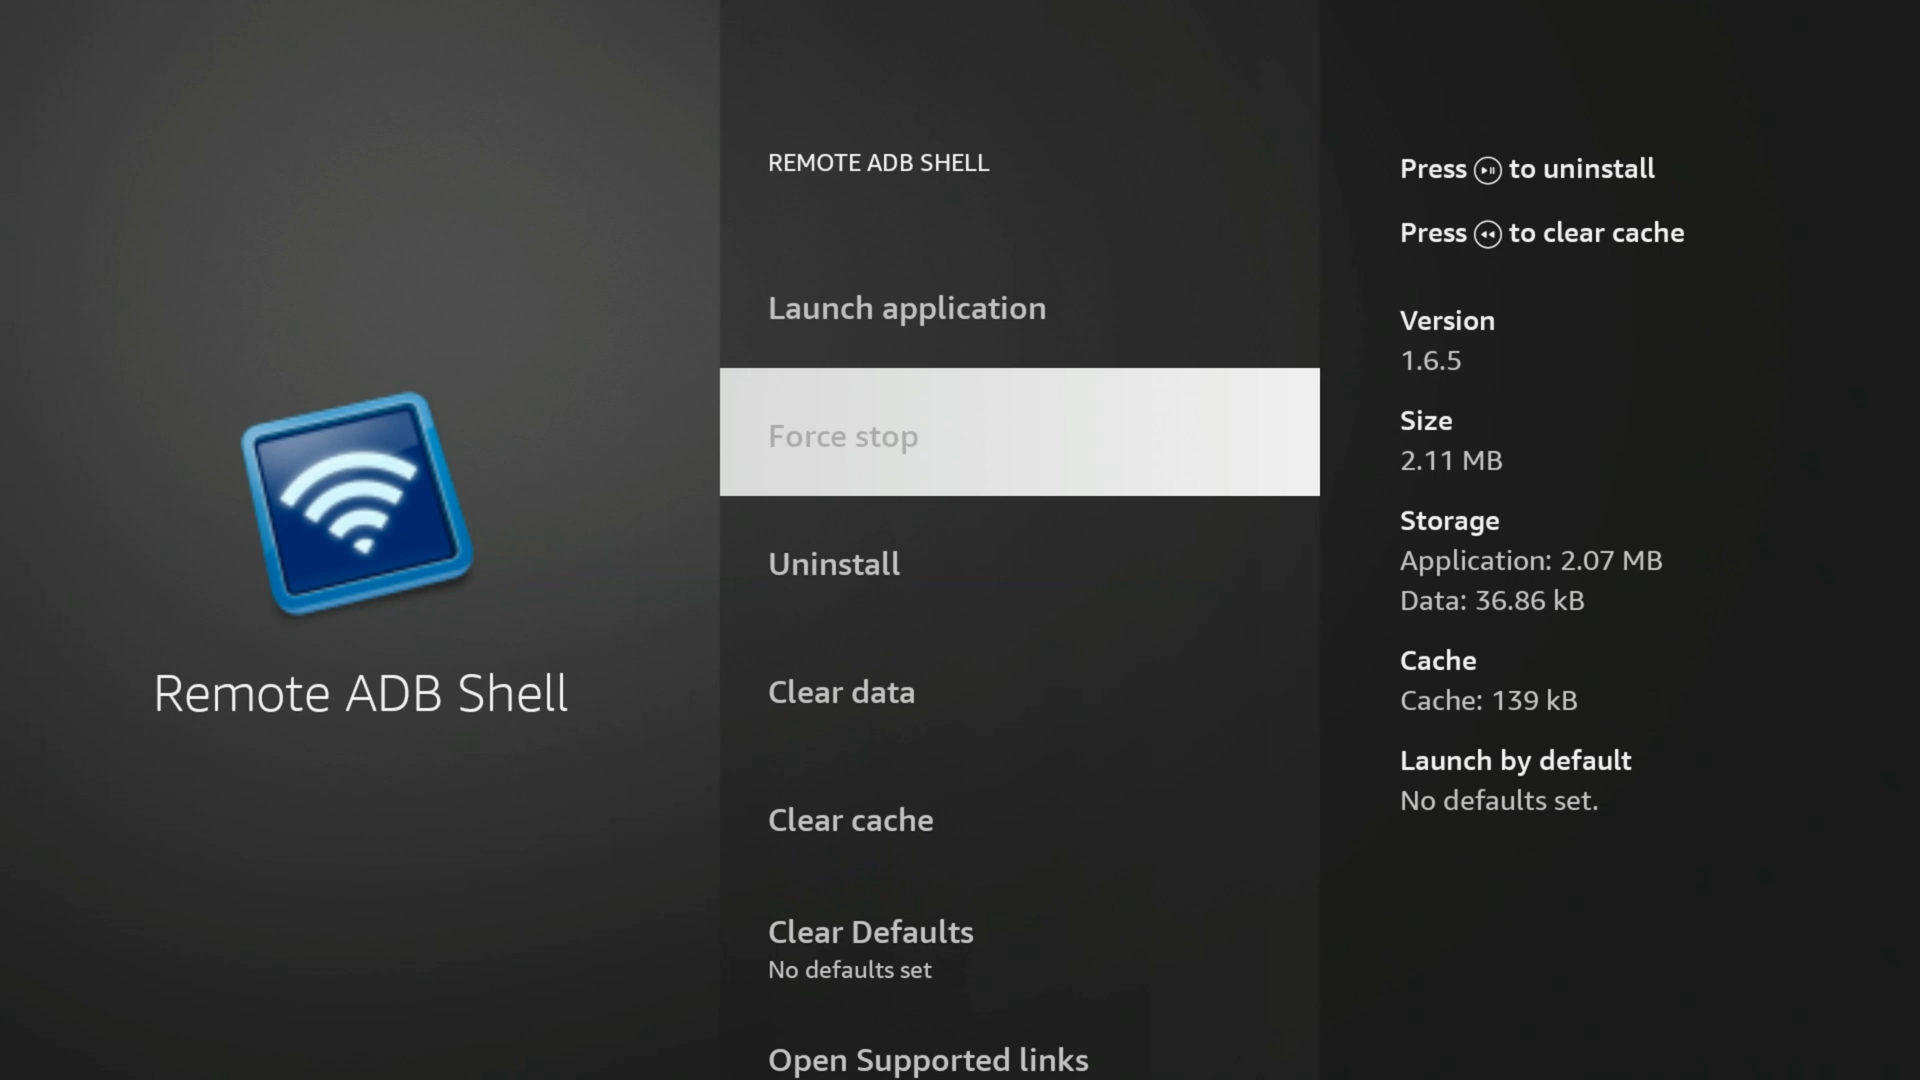 Remote ADB Shell
REMOTE ADB SHELL
Launch application
Force stop
Uninstall
Clear data
Clear cache
Clear Defaults
No defaults set
Open Supported links
Press to uninstall
Press to clear cache
Version
1.6.5
Size
2.11 MB
Storage
Application: 2.07 MB
Data: 36.86 kB
Cache
Cache: 139 kB
Launch by default
No defaults set.